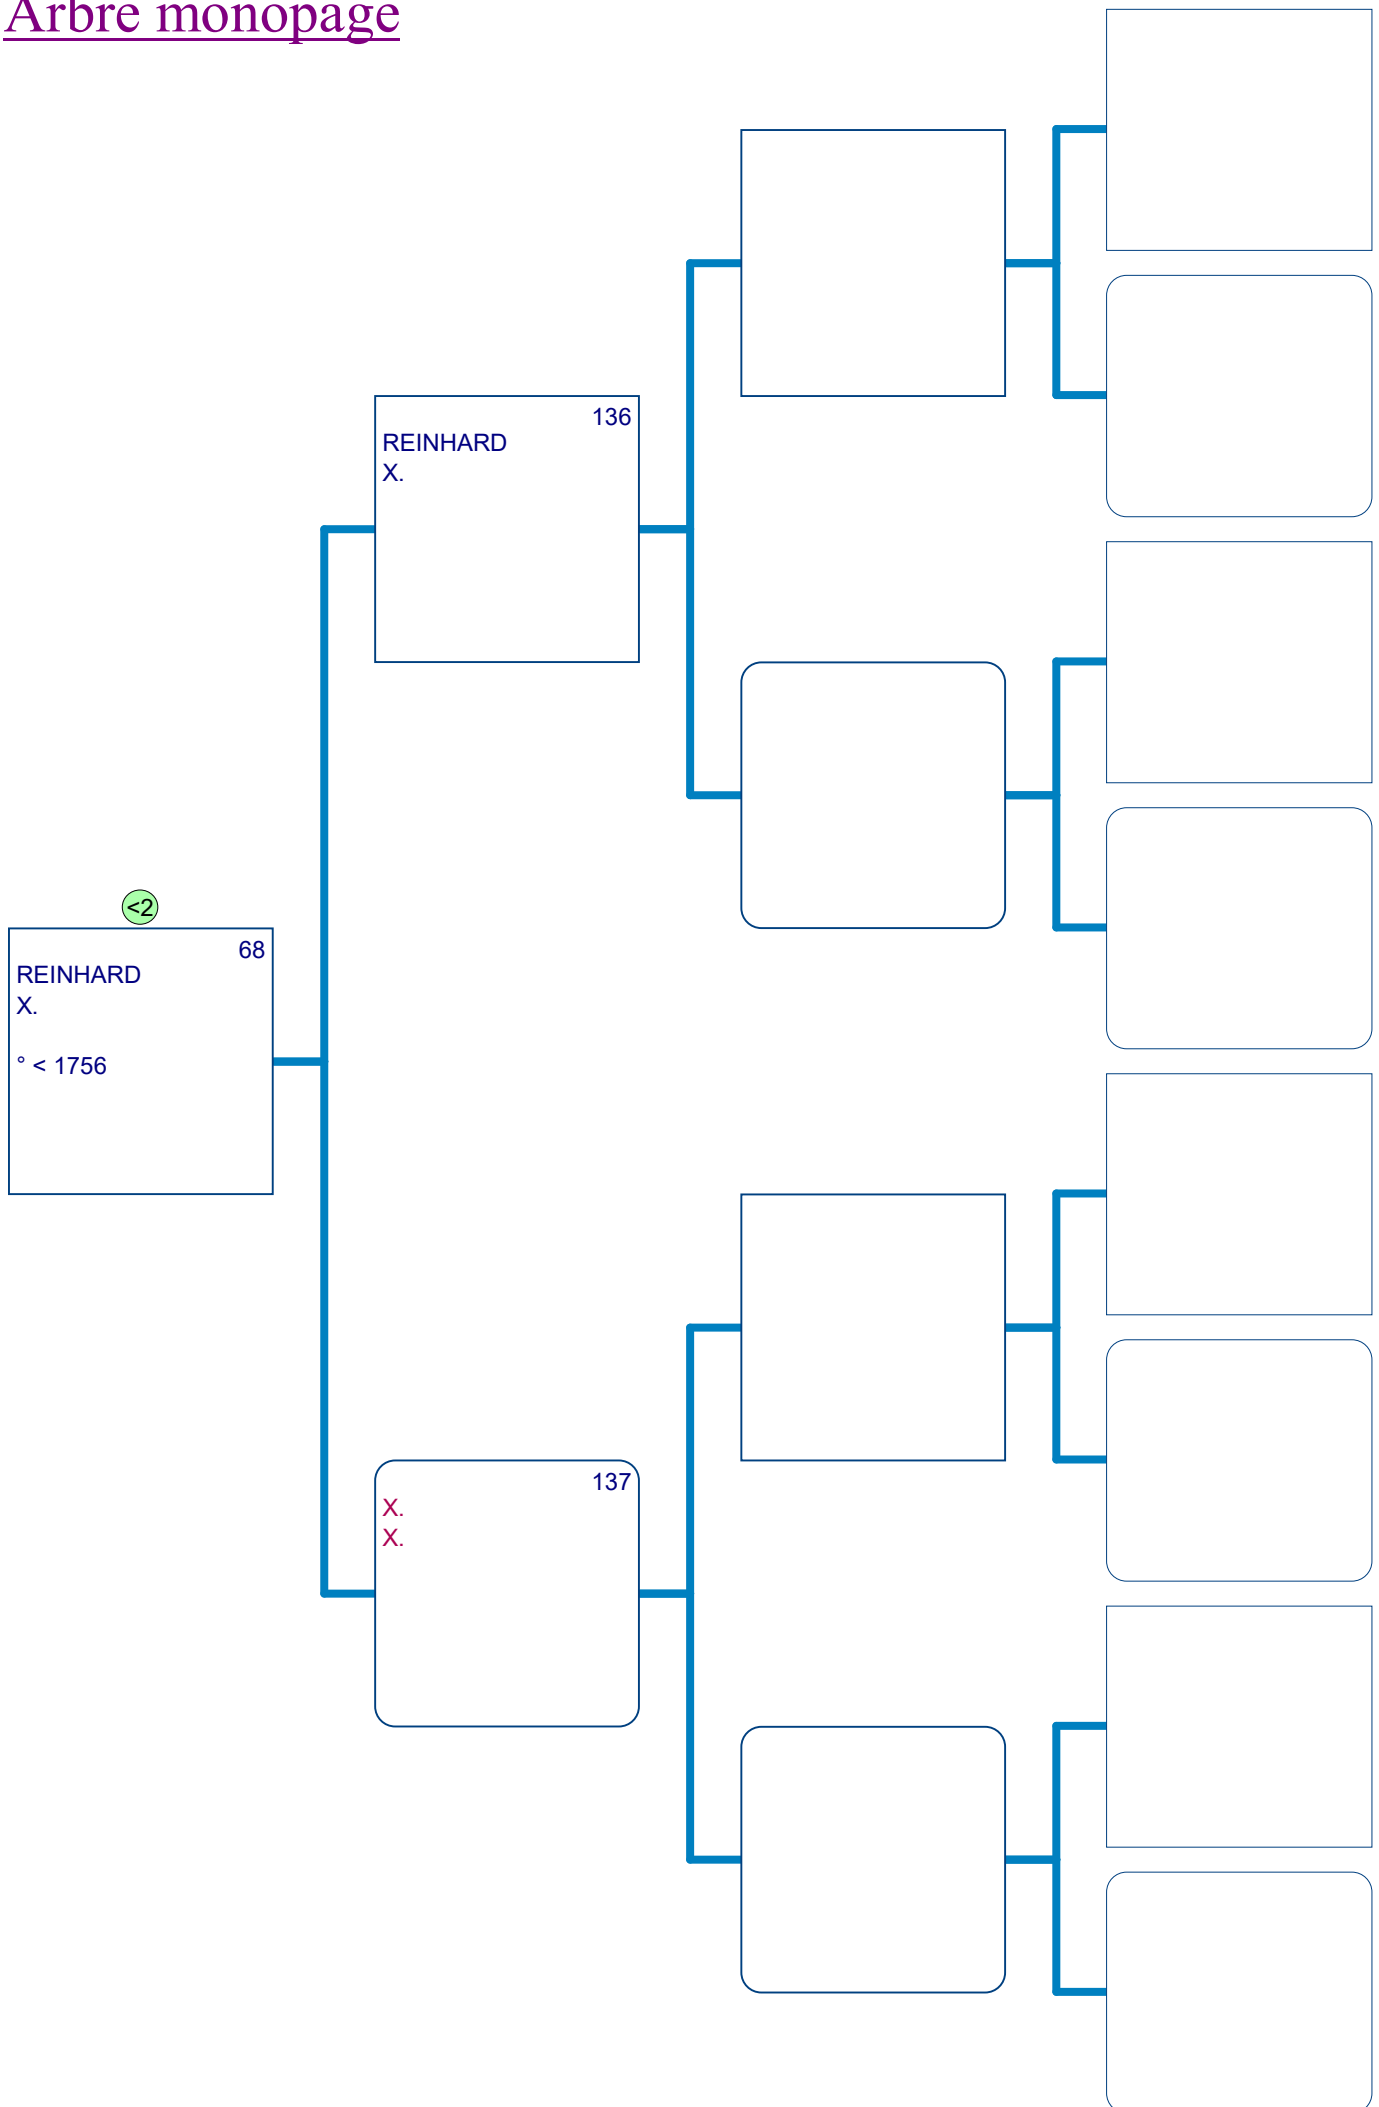 Arbre monopage
136
REINHARD
X.
<2
68
REINHARD
X.
° < 1756
137
X.
X.